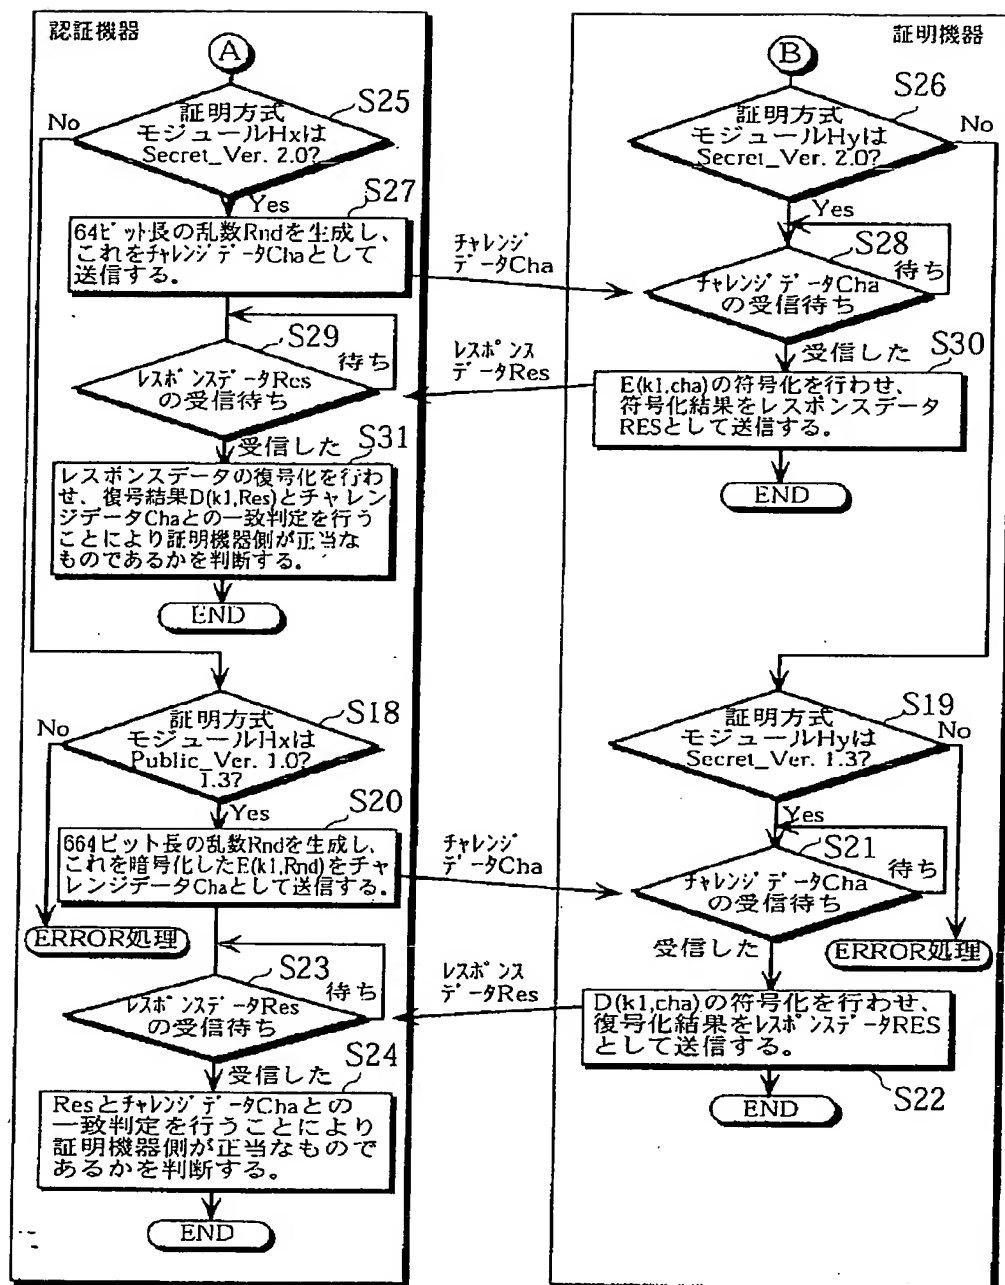 認証機器
A
S25
証明方式
モジュールHxは
Secret_Ver. 2.0?
No
Yes
S27
64ビット長の乱数Rndを生成し、
これをチャレンジデータChaとして
送信する。
チャレンジ
データCha
S29
待ち
レスポンスデータRes
の受信待ち
レスポンス
データRes
受信した
S31
レスポンスデータの復号化を行わ
せ、復号結果D(k1,Res)とチャレン
ジデータChaとの一致判定を行う
ことにより証明機器側が正当な
ものであるかを判断する。
END
S18
証明方式
モジュールHxは
Public_Ver. 1.0?
1.3?
No
Yes
S20
664ビット長の乱数Rndを生成し、
これを暗号化したE(k1,Rnd)をチャ
レンジデータChaとして送信する。
チャレンジ
データCha
ERROR処理
S23
待ち
レスポンスデータRes
の受信待ち
レスポンス
データRes
受信した
S24
ResとチャレンジデータChaとの
一致判定を行うことにより
証明機器側が正当なもので
あるかを判断する。
END
証明機器
B
S26
証明方式
モジュールHyは
Secret_Ver. 2.0?
No
Yes
S28
待ち
チャレンジデータCha
の受信待ち
受信した
S30
E(k1,cha)の符号化を行わせ、
符号化結果をレスポンスデータ
RESとして送信する。
END
S19
証明方式
モジュールHyは
Secret_Ver. 1.3?
No
Yes
S21
待ち
チャレンジデータCha
の受信待ち
受信した
ERROR処理
D(k1,cha)の符号化を行わせ、
復号化結果をレスポンスデータRES
として送信する。
S22
END